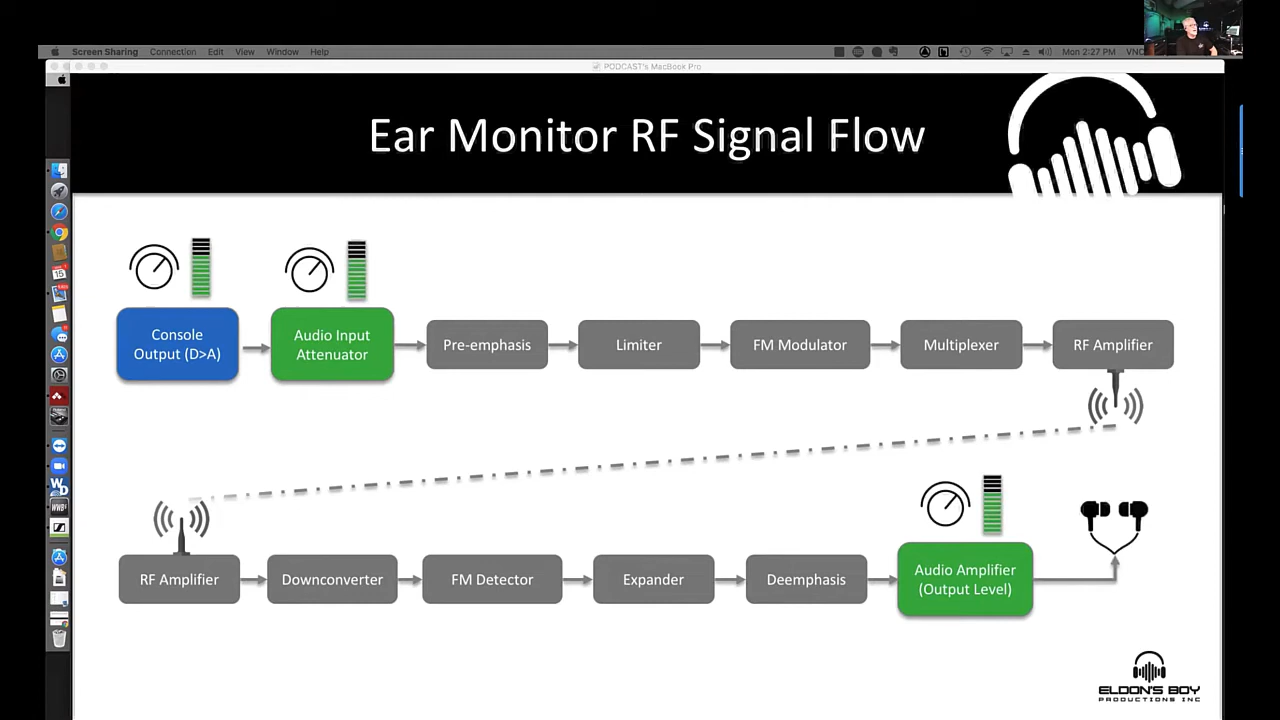 Screen Sharing Connection Edit View Window Help
Mon 2:27 PM
PODCAST's MacBook Pro
Ear Monitor RF Signal Flow
Console
Output (D>A)
Audio Input
Attenuator
Pre-emphasis
Limiter
FM Modulator
Multiplexer
RF Amplifier
RF Amplifier
Downconverter
FM Detector
Expander
Deemphasis
Audio Amplifier
(Output Level)
ELDON'S BOY
PRODUCTIONS INC